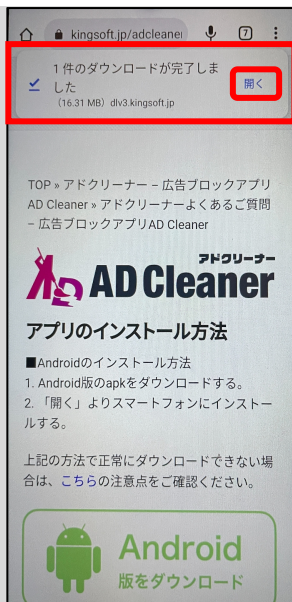 kingsoft.jp/adcleaner
7
1 件のダウンロードが完了しま
した
(16.31 MB) dlv3.kingsoft.jp
開く
TOP » アドクリーナー – 広告ブロックアプリ
AD Cleaner » アドクリーナーよくあるご質問
– 広告ブロックアプリAD Cleaner
アドクリーナー
AD AD Cleaner
アプリのインストール方法
■Androidのインストール方法
1. Android版のapkをダウンロードする。
2. 「開く」よりスマートフォンにインストー
ルする。
上記の方法で正常にダウンロードできない場
合は、こちらの注意点をご確認ください。
Android
版をダウンロード